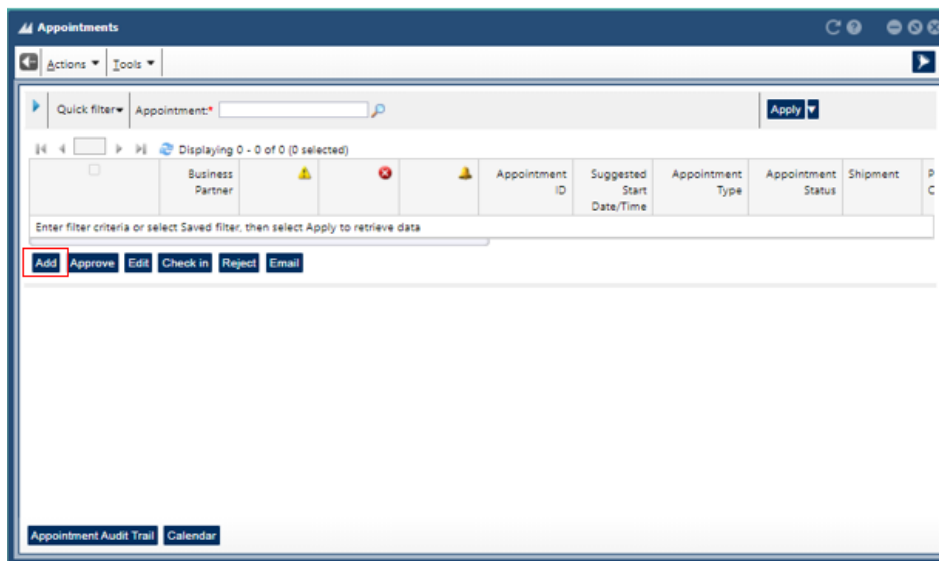 Appointments
Actions Tools
Quick filter Appointment:* Apply
Displaying 0 - 0 of 0 (0 selected)
Business Partner Appointment ID Suggested Start Date/Time Appointment Type Appointment Status Shipment P C
Enter filter criteria or select Saved filter, then select Apply to retrieve data
Add Approve Edit Check in Reject Email
Appointment Audit Trail Calendar